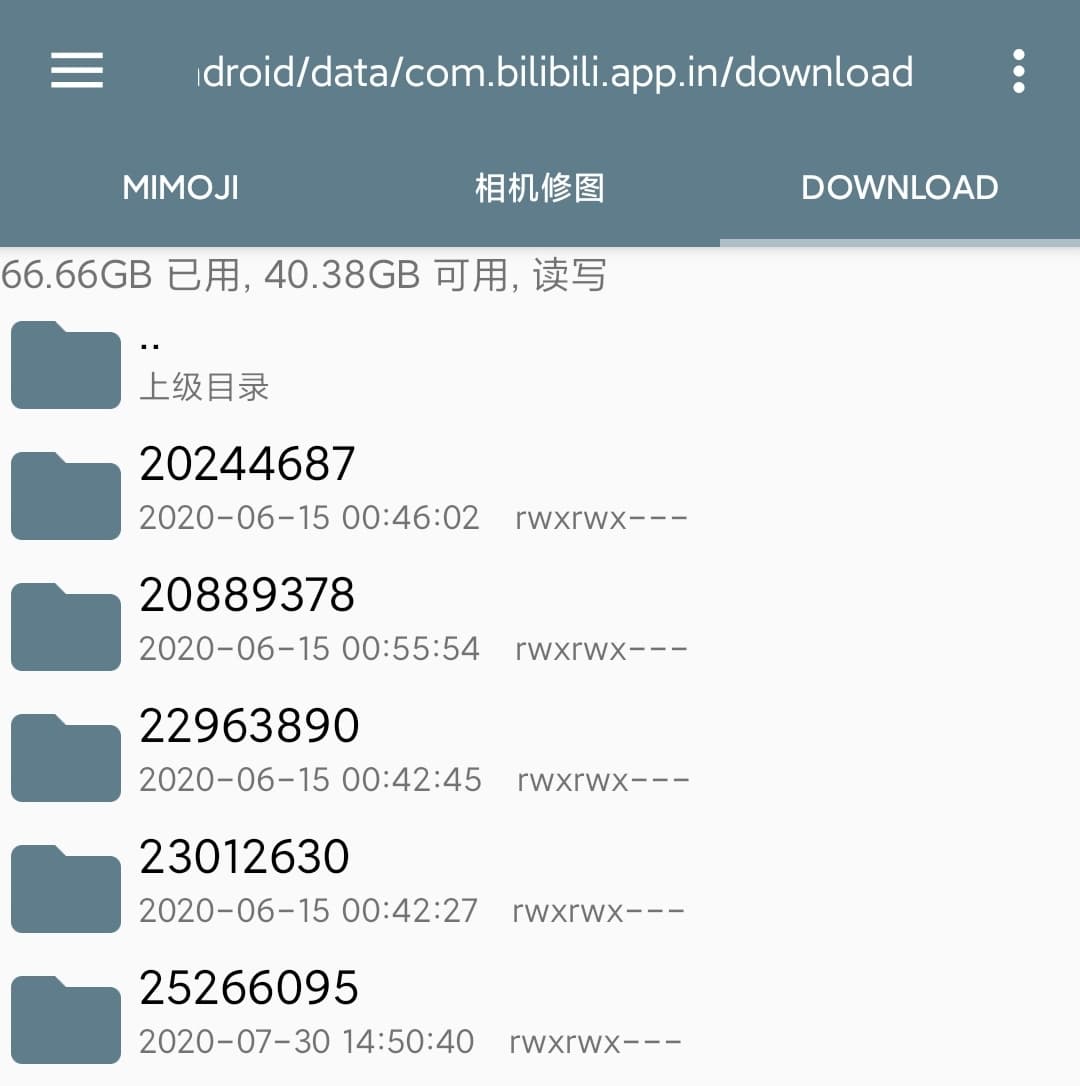 droid/data/com.bilibili.app.in/download
MIMOJI
相机修图
DOWNLOAD
66.66GB 已用, 40.38GB 可用, 读写
..
上级目录
20244687
2020-06-15 00:46:02 rwxrwx---
20889378
2020-06-15 00:55:54 rwxrwx---
22963890
2020-06-15 00:42:45 rwxrwx---
23012630
2020-06-15 00:42:27 rwxrwx---
25266095
2020-07-30 14:50:40 rwxrwx---